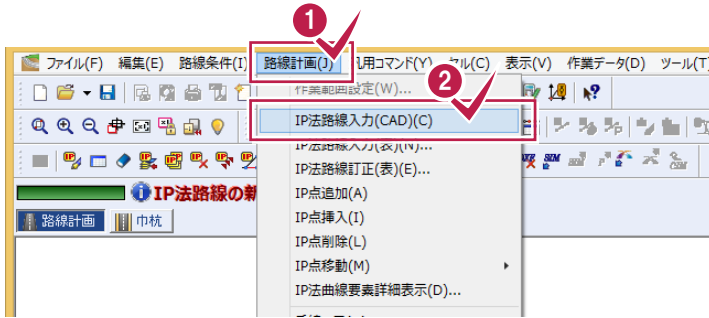 1
ファイル(F) 編集(E) 路線条件(I) 路線計画(J) 汎用コマンド(Y) セル(C) 表示(V) 作業データ(D) ツール(T)
2
作業範囲設定(W)...
IP法路線入力(CAD)(C)
IP法路線入力(表)(N)...
IP法路線訂正(表)(E)...
IP法路線の新
IP点追加(A)
路線計画 巾杭
IP点挿入(I)
IP点削除(L)
IP点移動(M)
IP法曲線要素詳細表示(D)...